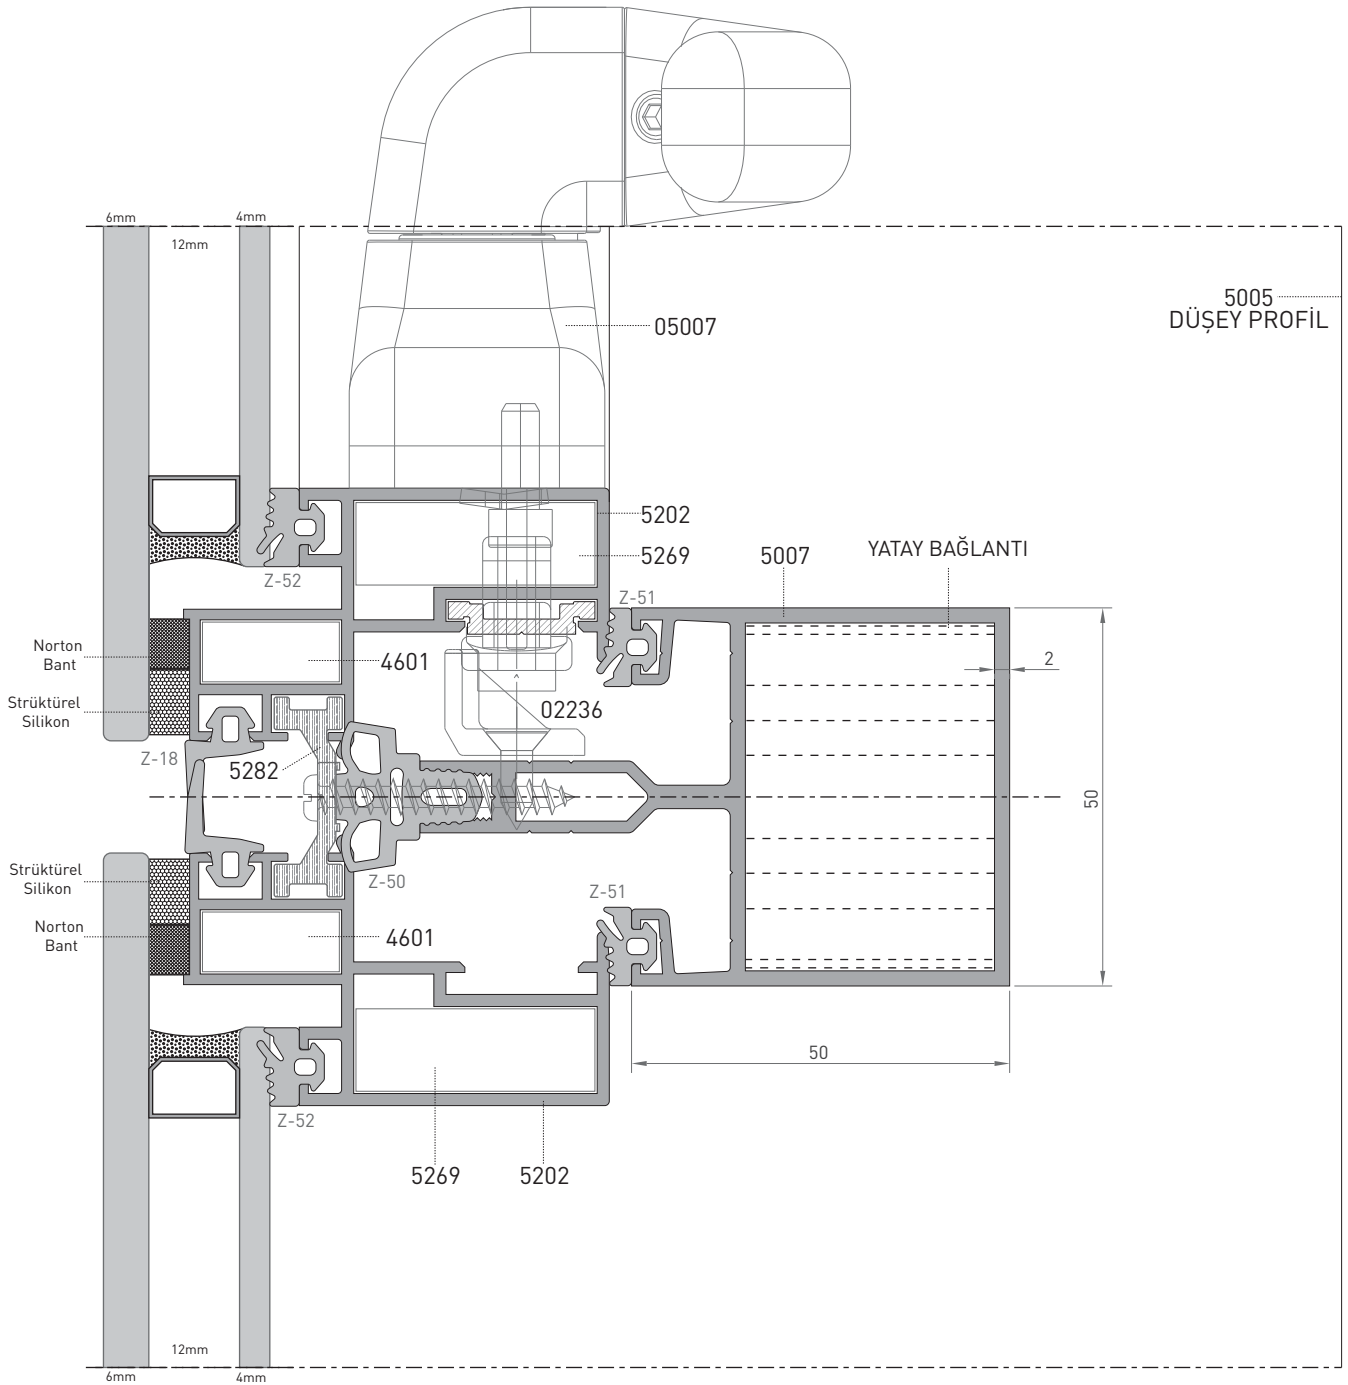 6mm
4mm
12mm
5005
DÜŞEY PROFİL
05007
5202
5269
5007
YATAY BAĞLANTI
Z-52
Z-51
Norton
Bant
4601
2
Strüktürel
Silikon
02236
Z-18
5282
50
Strüktürel
Silikon
Z-50
Z-51
Norton
Bant
4601
50
Z-52
5269
5202
12mm
6mm
4mm